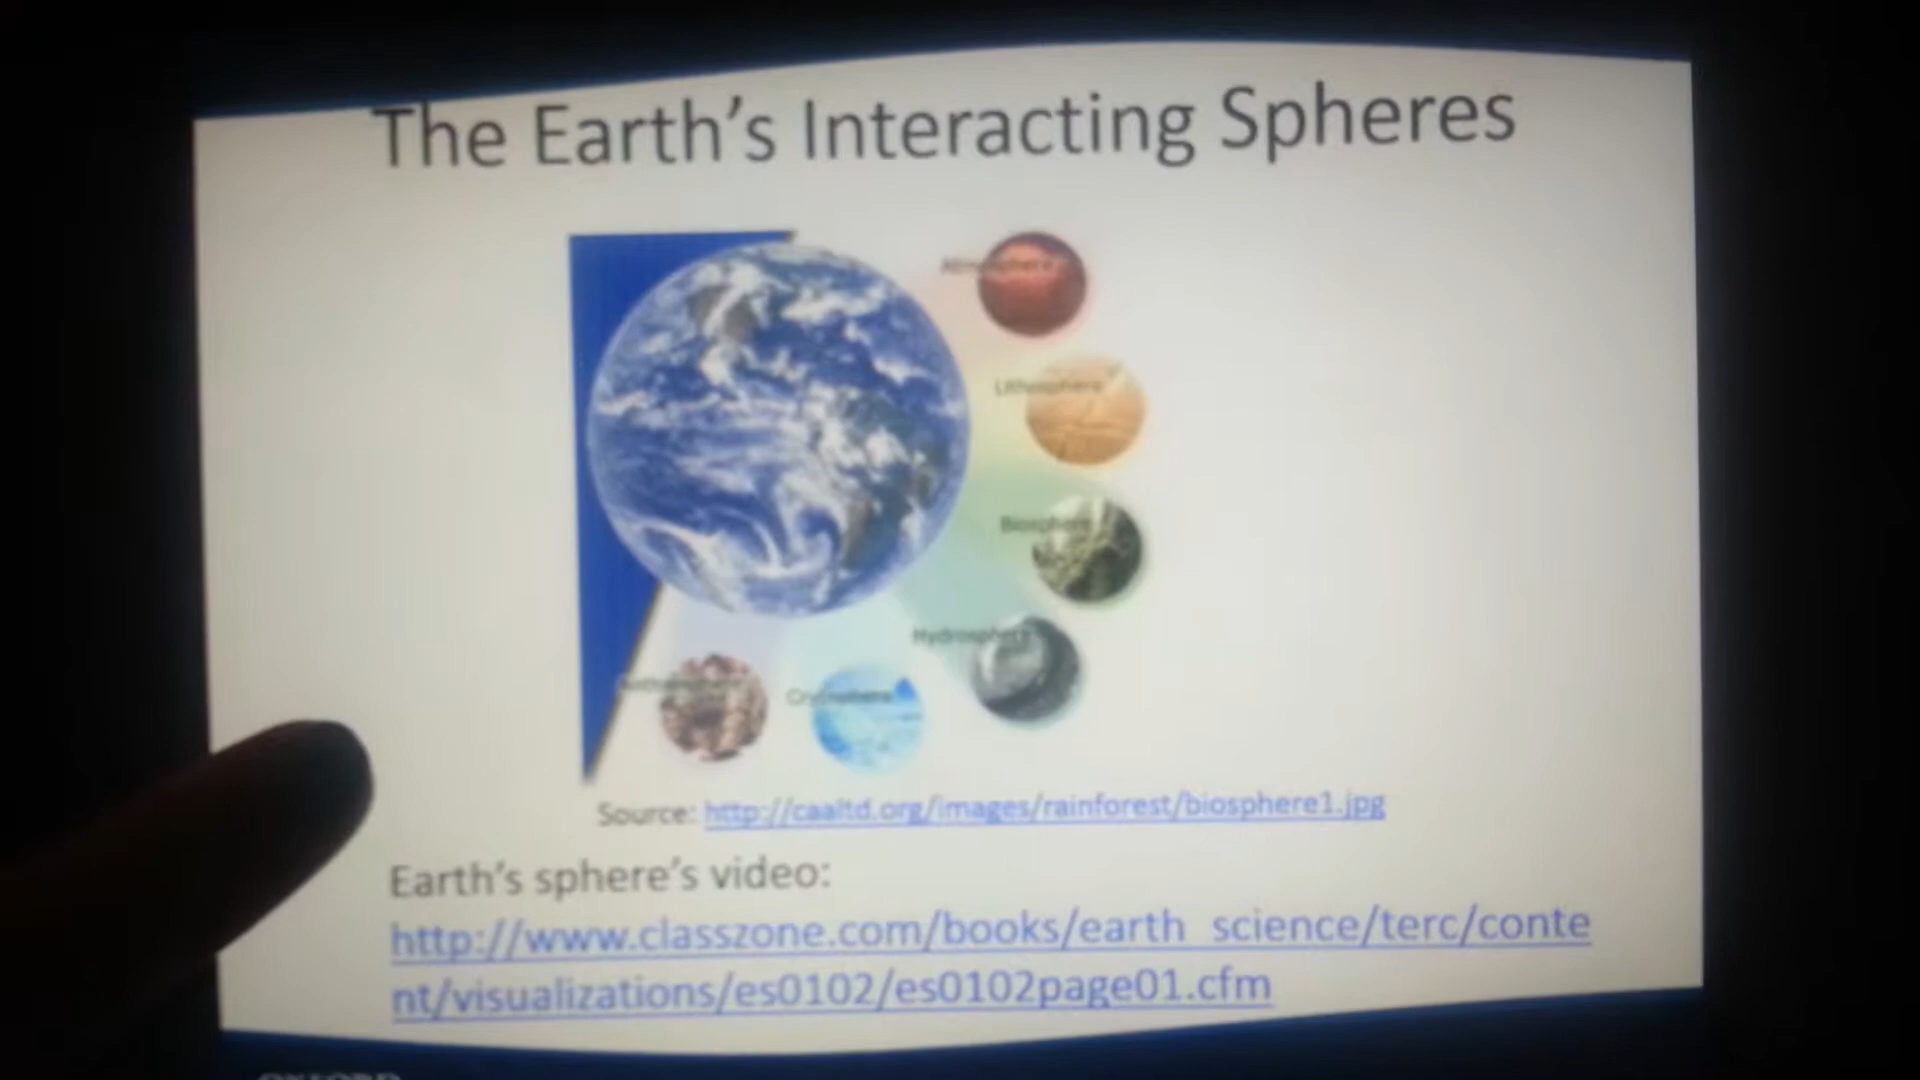 The Earth's Interacting Spheres
Atmosphere
Lithosphere
Biosphere
Hydrosphere
Cryosphere
Source: http://caaltd.org/images/rainforest/biosphere1.jpg
Earth's sphere's video:
http://www.classzone.com/books/earth_science/terc/conte
nt/visualizations/es0102/es0102page01.cfm
OXFORD